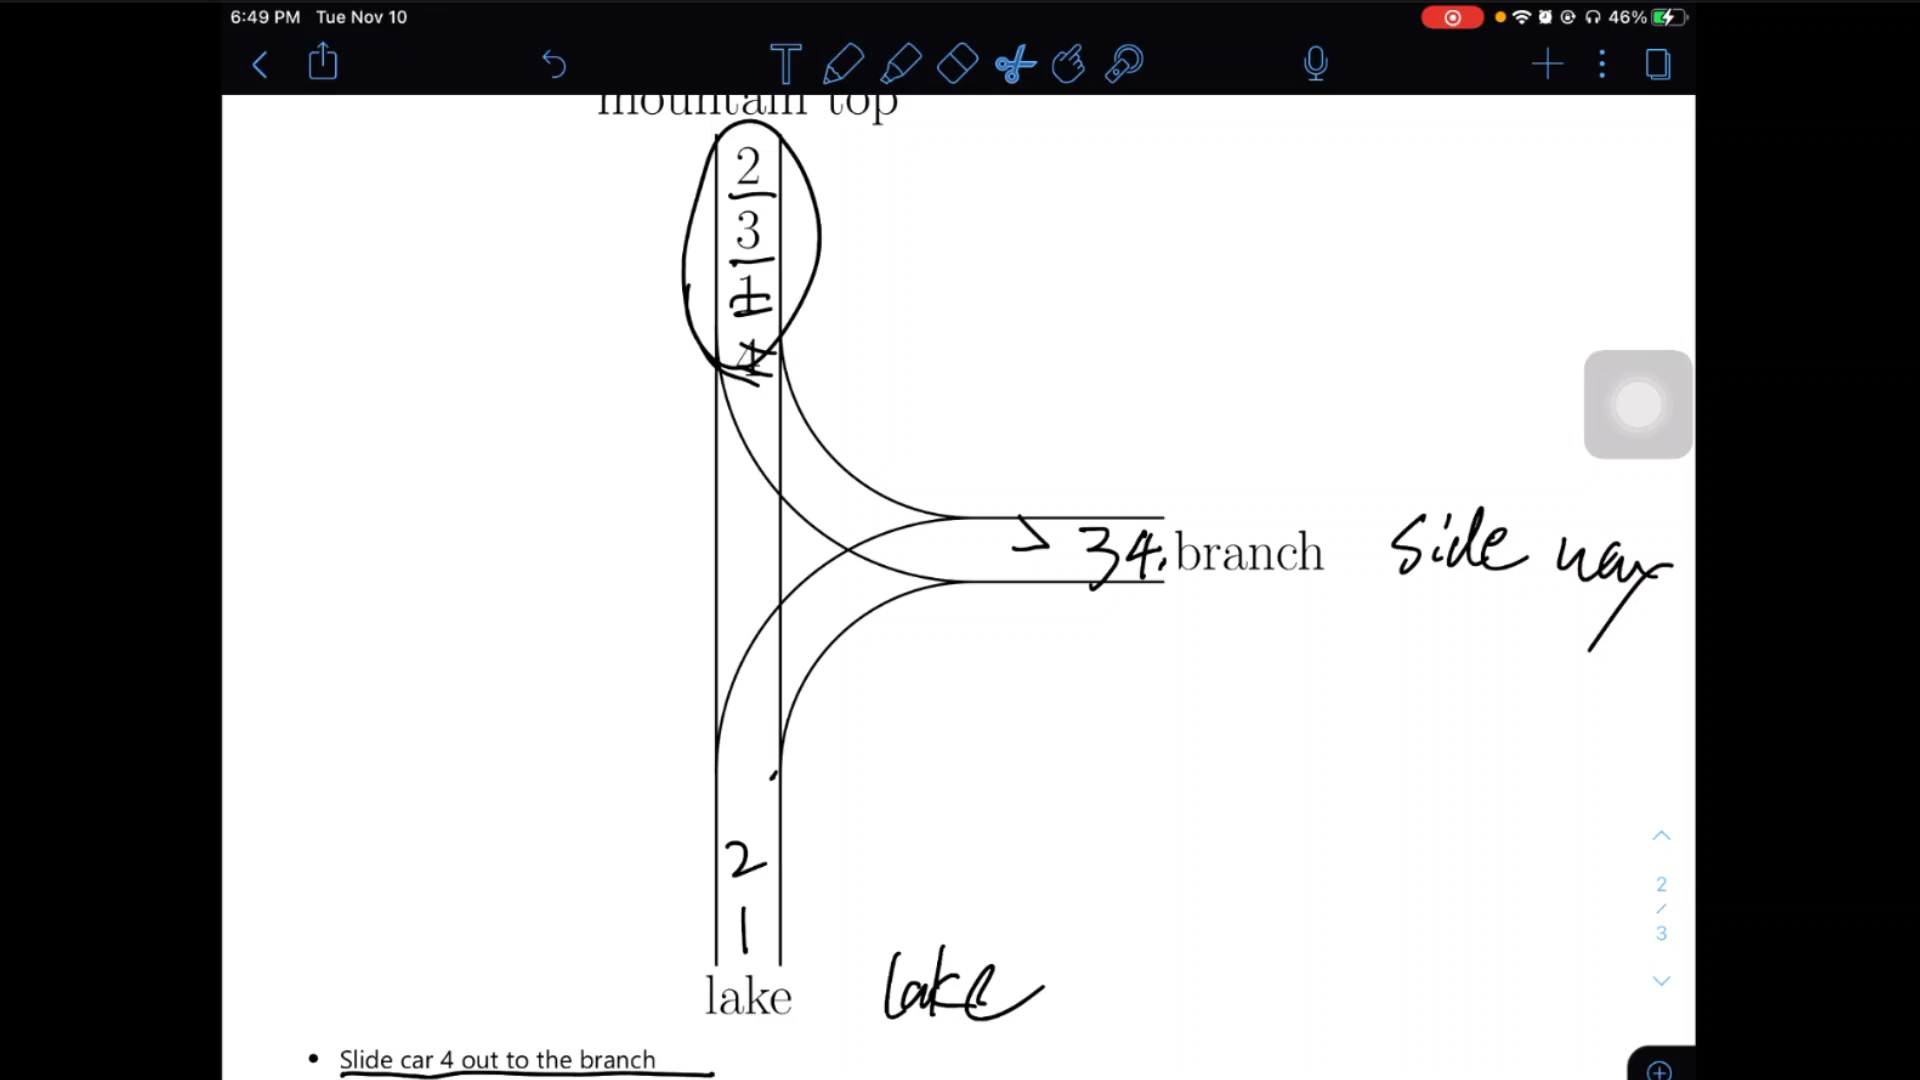 6:49 PM Tue Nov 10
46%
mountain top
2
3
1
4
> 34 branch side way
2
1
lake lake
2
/
3
• Slide car 4 out to the branch